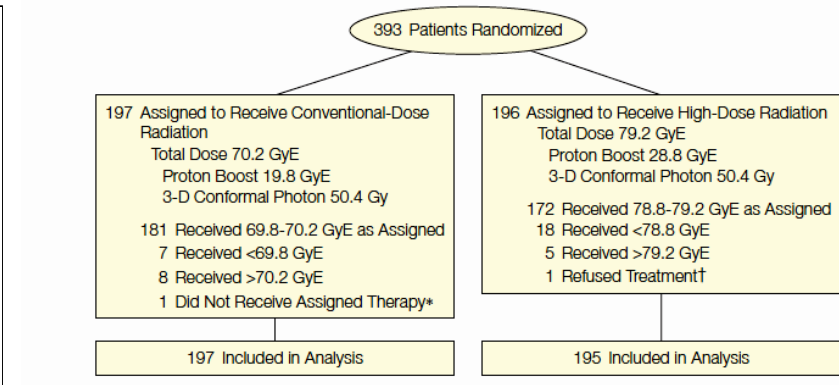 393 Patients Randomized
197 Assigned to Receive Conventional-Dose
Radiation
Total Dose 70.2 GyE
Proton Boost 19.8 GyE
3-D Conformal Photon 50.4 Gy
181 Received 69.8-70.2 GyE as Assigned
7 Received <69.8 GyE
8 Received >70.2 GyE
1 Did Not Receive Assigned Therapy*
197 Included in Analysis
196 Assigned to Receive High-Dose Radiation
Total Dose 79.2 GyE
Proton Boost 28.8 GyE
3-D Conformal Photon 50.4 Gy
172 Received 78.8-79.2 GyE as Assigned
18 Received <78.8 GyE
5 Received >79.2 GyE
1 Refused Treatment†
195 Included in Analysis